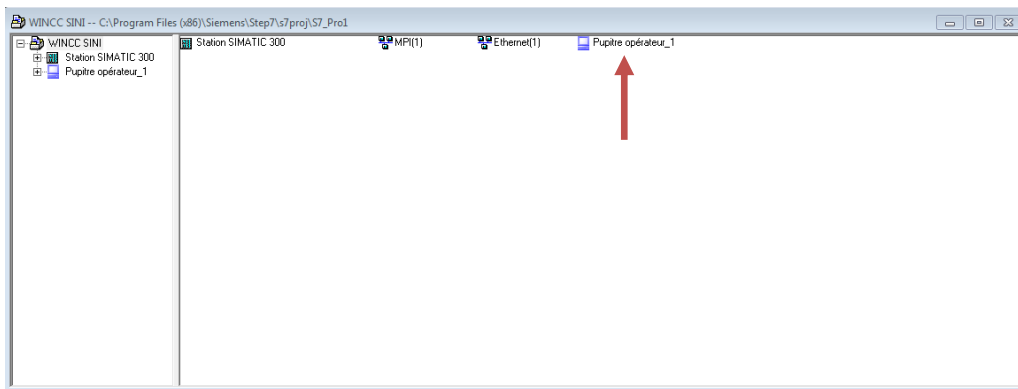 WINCC SINI -- C:\Program Files (x86)\Siemens\Step7\s7proj\S7_Pro1
WINCC SINI
Station SIMATIC 300
Pupitre opérateur_1
Station SIMATIC 300 MPI(1) Ethernet(1) Pupitre opérateur_1